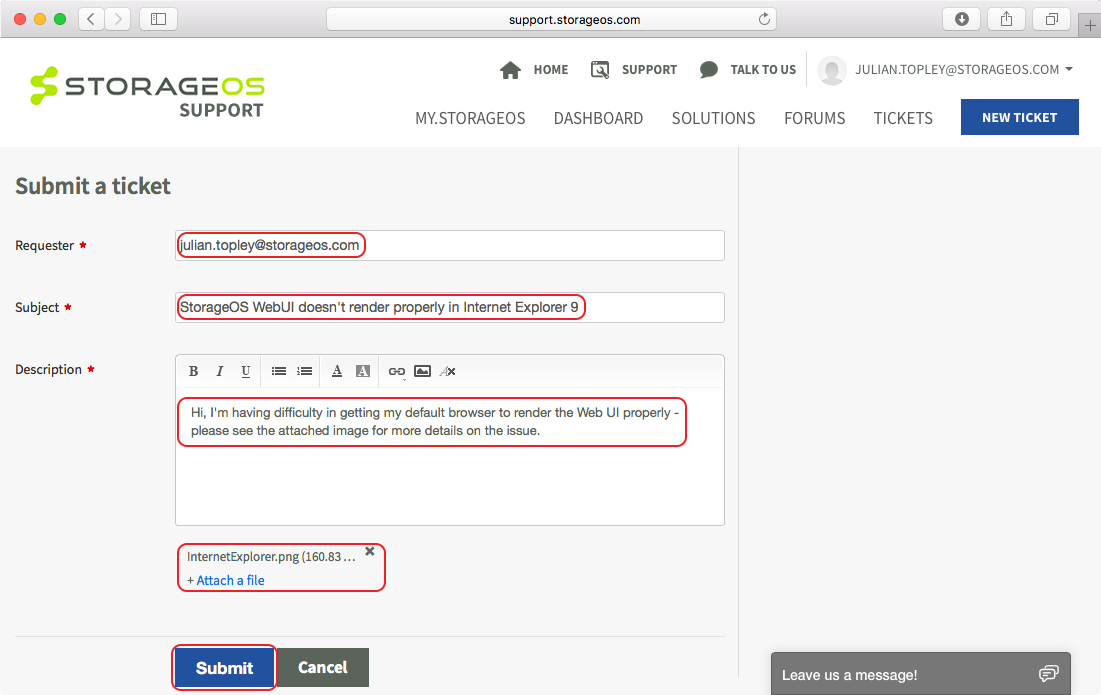 support.storageos.com
HOME
SUPPORT
TALK TO US
JULIAN.TOPLEY@STORAGEOS.COM
STORAGEOS
SUPPORT
MY.STORAGEOS
DASHBOARD
SOLUTIONS
FORUMS
TICKETS
NEW TICKET
Submit a ticket
Requester *
julian.topley@storageos.com
Subject *
StorageOS WebUI doesn't render properly in Internet Explorer 9
Description *
B I U A A
Hi, I'm having difficulty in getting my default browser to render the Web UI properly -
please see the attached image for more details on the issue.
InternetExplorer.png (160.83 ...
+ Attach a file
Submit
Cancel
Leave us a message!